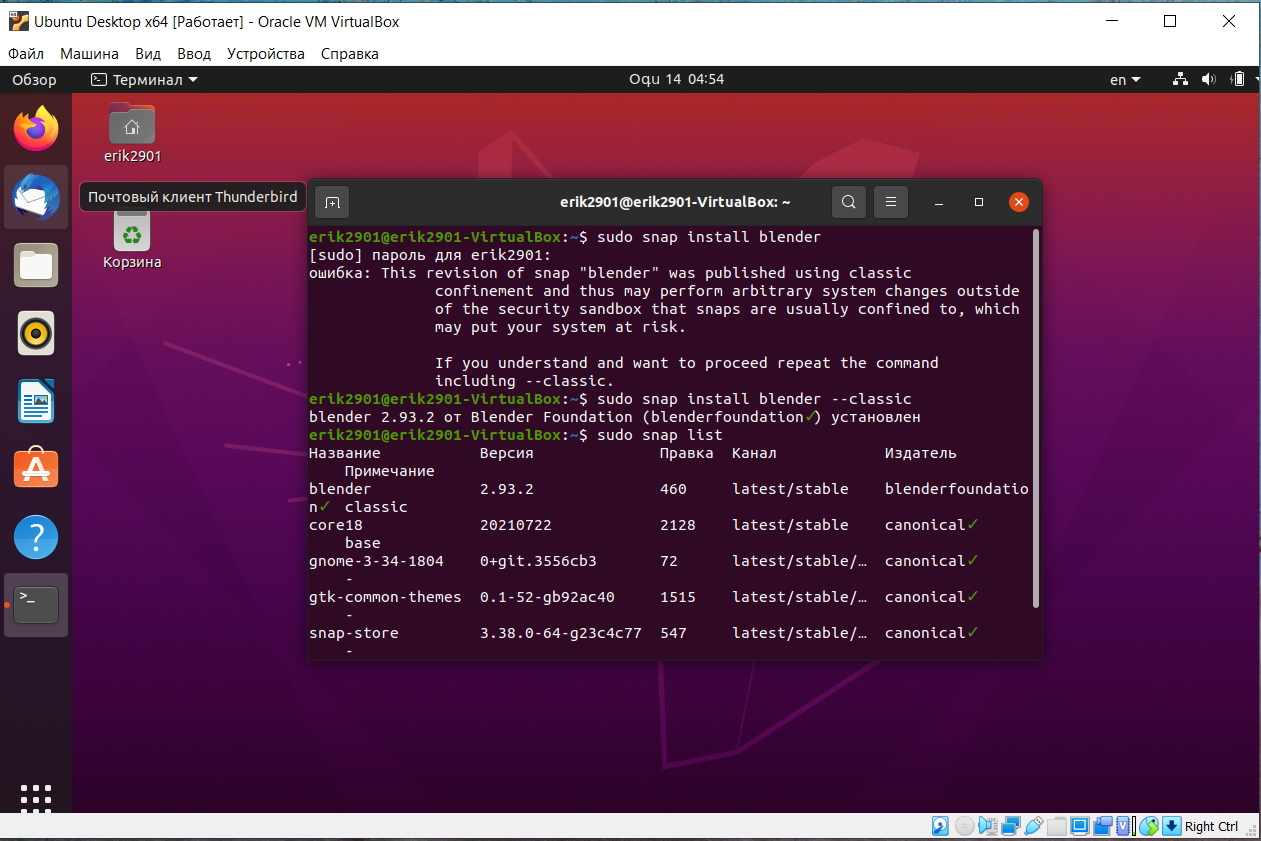 Ubuntu Desktop x64 [Работает] - Oracle VM VirtualBox
Файл Машина Вид Ввод Устройства Справка
Обзор Терминал Օգս 14 04:54 en
erik2901
Почтовый клиент Thunderbird
Корзина
erik2901@erik2901-VirtualBox: ~
erik2901@erik2901-VirtualBox:~$ sudo snap install blender
[sudo] пароль для erik2901:
ошибка: This revision of snap "blender" was published using classic
confinement and thus may perform arbitrary system changes outside
of the security sandbox that snaps are usually confined to, which
may put your system at risk.
If you understand and want to proceed repeat the command
including --classic.
erik2901@erik2901-VirtualBox:~$ sudo snap install blender --classic
blender 2.93.2 от Blender Foundation (blenderfoundation✓) установлен
erik2901@erik2901-VirtualBox:~$ sudo snap list
Название Версия Правка Канал Издатель
Примечание
blender 2.93.2 460 latest/stable blenderfoundatio
n✓ classic
core18 20210722 2128 latest/stable canonical✓
base
gnome-3-34-1804 0+git.3556cb3 72 latest/stable/… canonical✓
-
gtk-common-themes 0.1-52-gb92ac40 1515 latest/stable/… canonical✓
-
snap-store 3.38.0-64-g23c4c77 547 latest/stable/… canonical✓
-
Right Ctrl